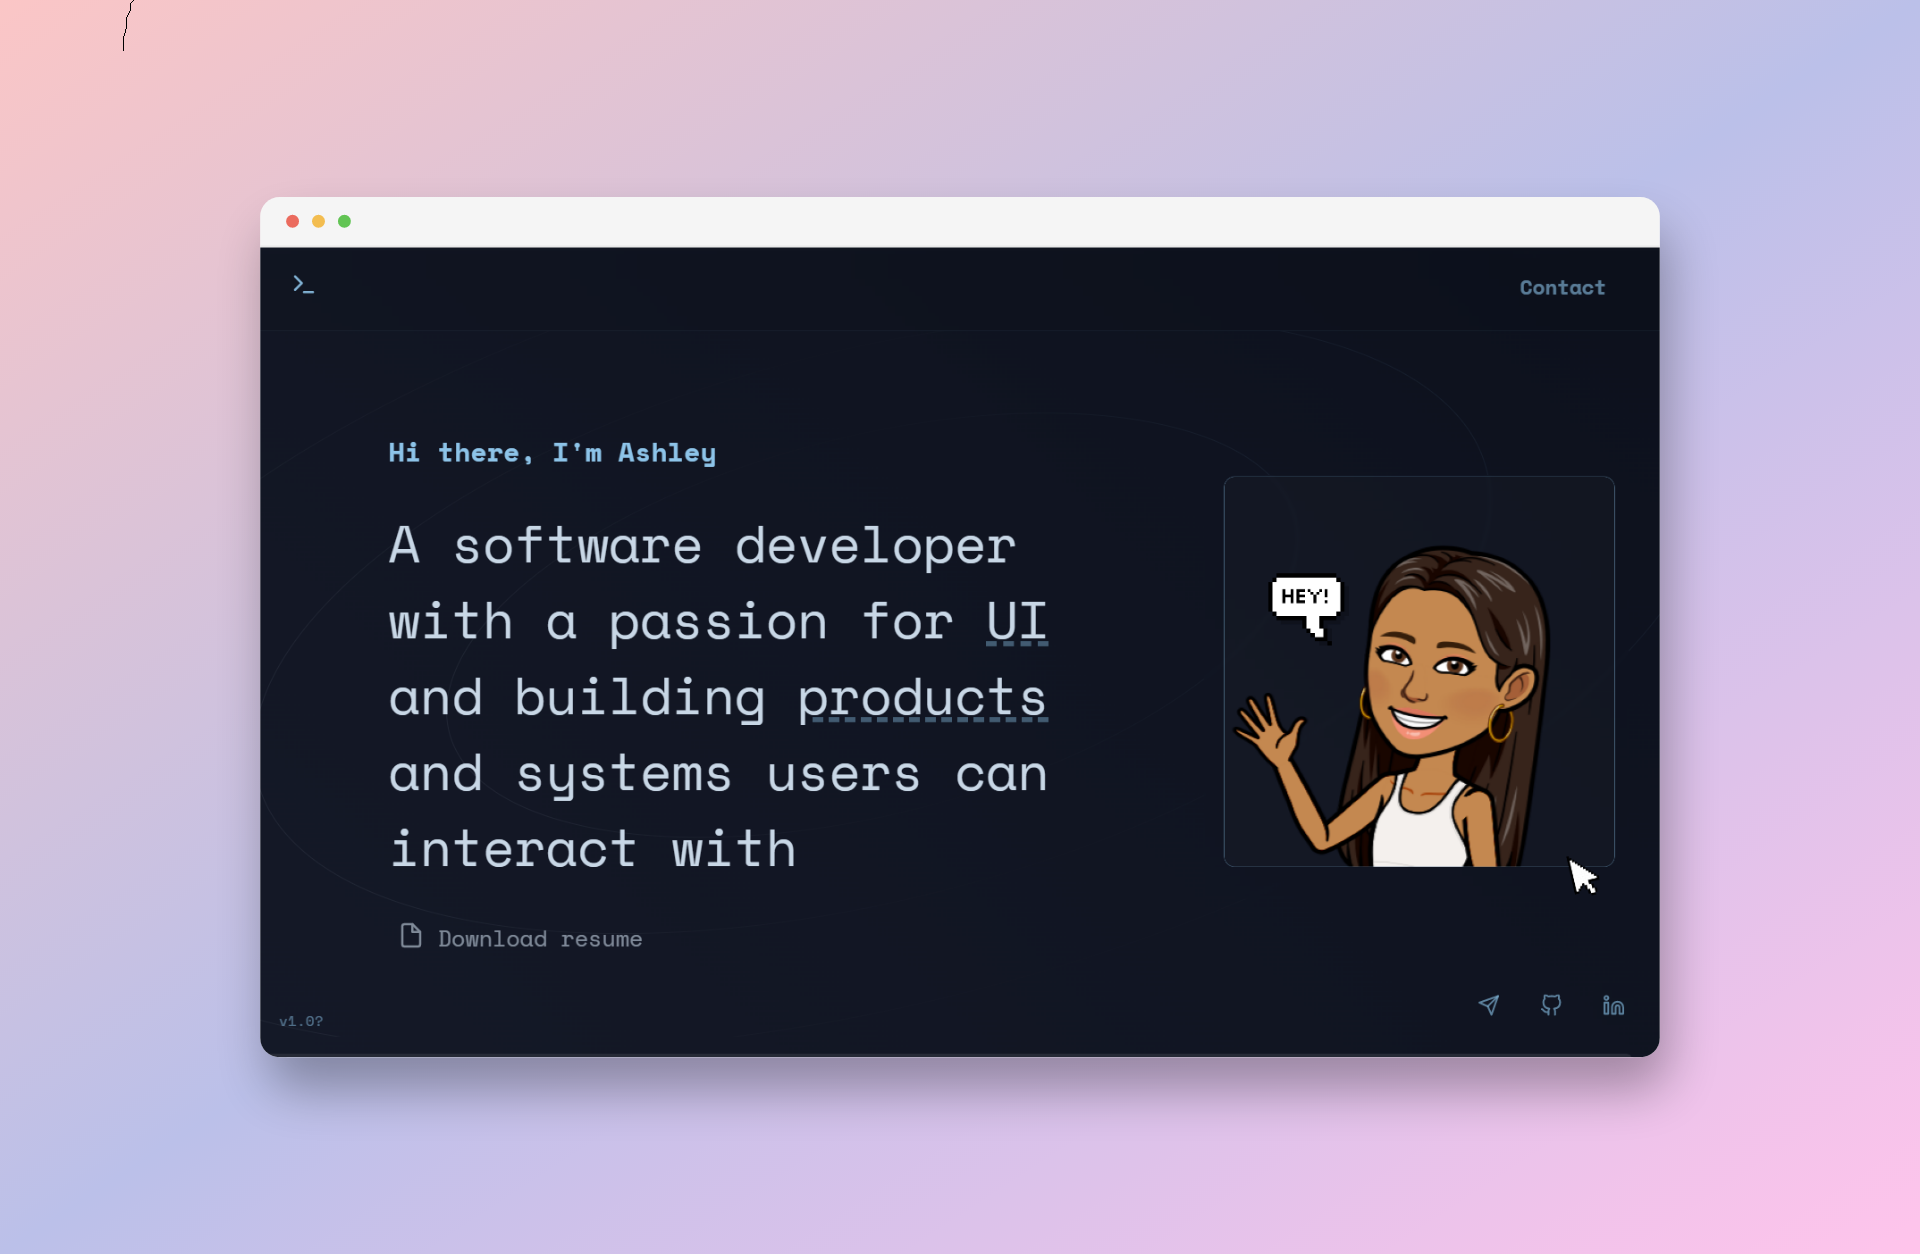 Contact
Hi there, I'm Ashley
A software developer
with a passion for UI
and building products
and systems users can
interact with
HEY!
Download resume
v1.0?